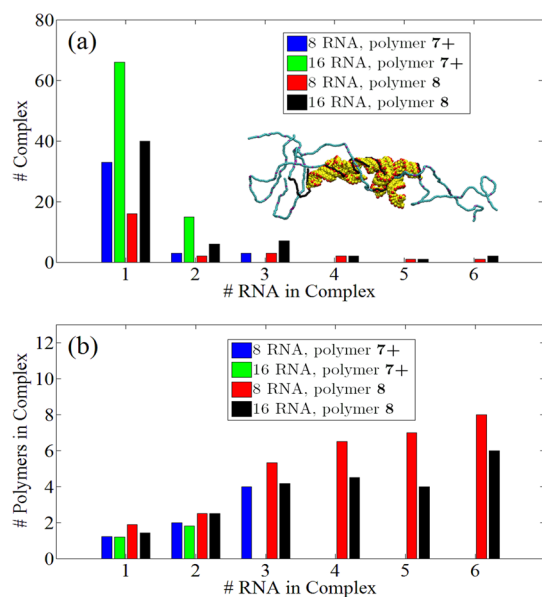 (a)
8 RNA, polymer 7+
16 RNA, polymer 7+
8 RNA, polymer 8
16 RNA, polymer 8
# Complex
80
60
40
20
0
1 2 3 4 5 6
# RNA in Complex
(b)
8 RNA, polymer 7+
16 RNA, polymer 7+
8 RNA, polymer 8
16 RNA, polymer 8
# Polymers in Complex
12
10
8
6
4
2
0
1 2 3 4 5 6
# RNA in Complex